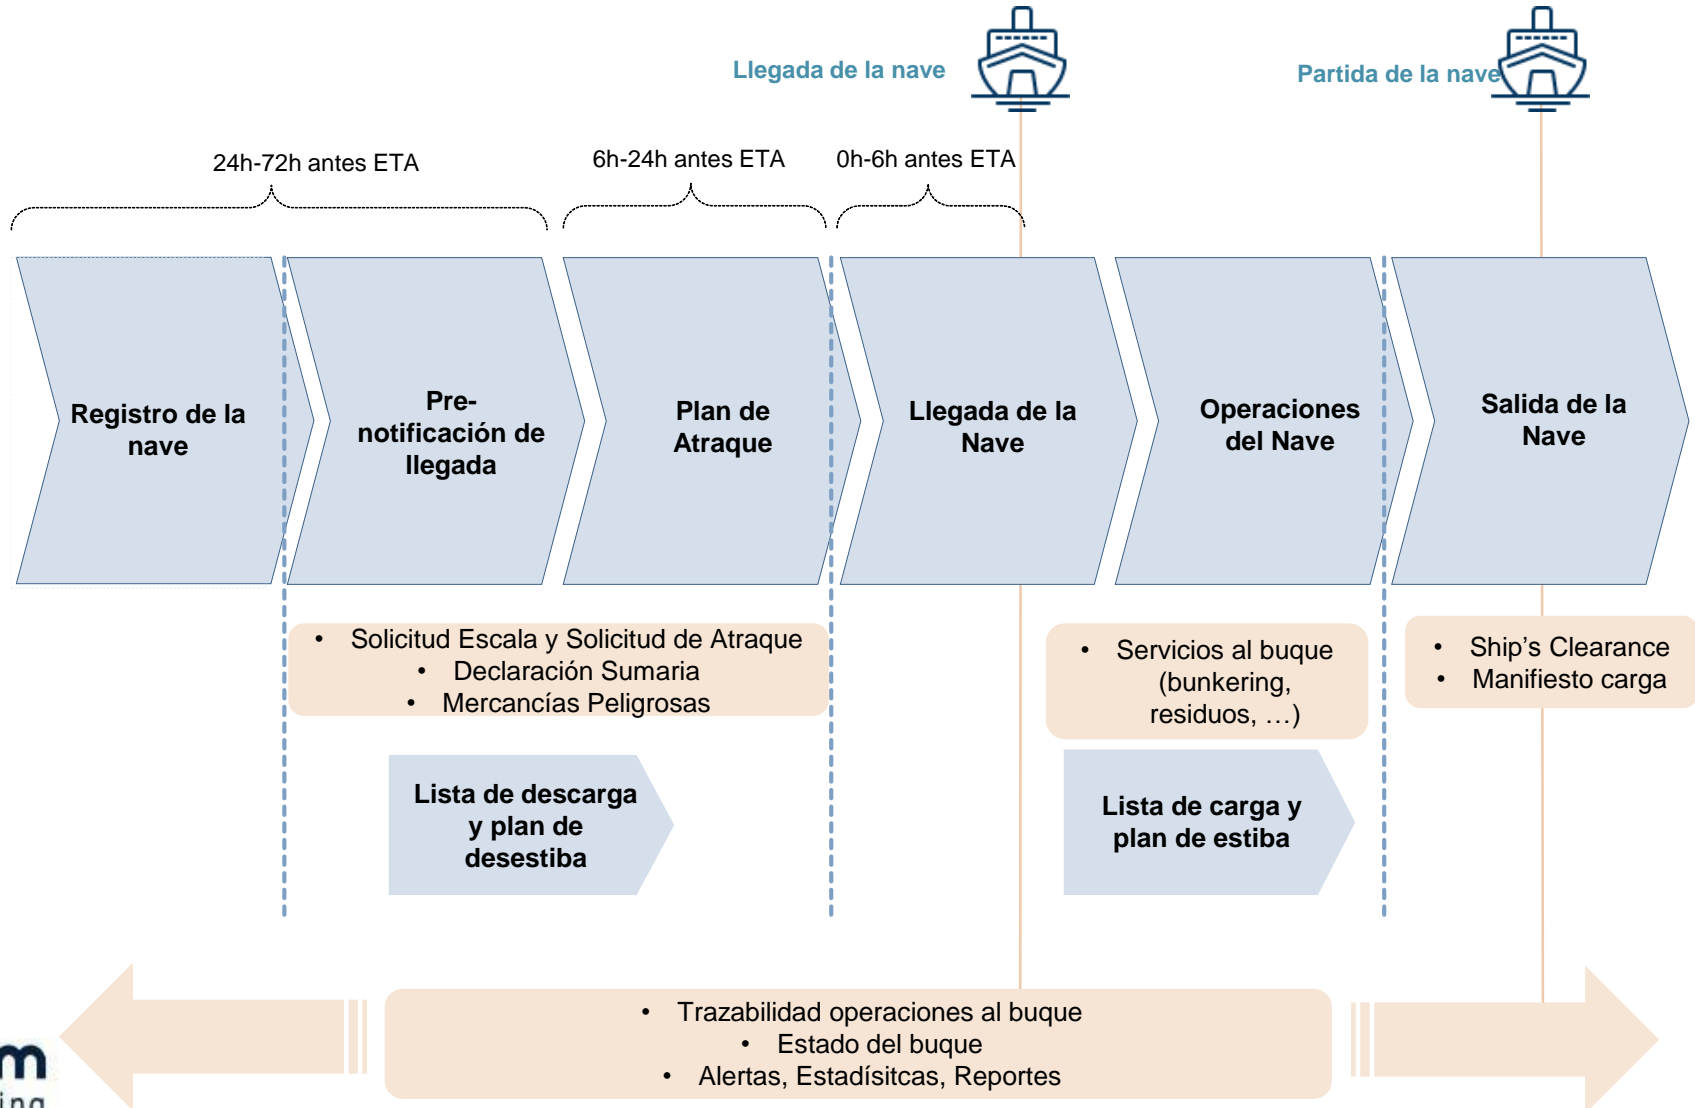 Llegada de la nave
Partida de la nave
24h-72h antes ETA
6h-24h antes ETA
0h-6h antes ETA
Registro de la
nave
Pre-
notificación de
llegada
Plan de
Atraque
Llegada de la
Nave
Operaciones
del Nave
Salida de la
Nave
• Solicitud Escala y Solicitud de Atraque
• Declaración Sumaria
• Mercancías Peligrosas
• Servicios al buque
(bunkering,
residuos, …)
• Ship's Clearance
• Manifiesto carga
Lista de descarga
y plan de
desestiba
Lista de carga y
plan de estiba
• Trazabilidad operaciones al buque
• Estado del buque
• Alertas, Estadísitcas, Reportes